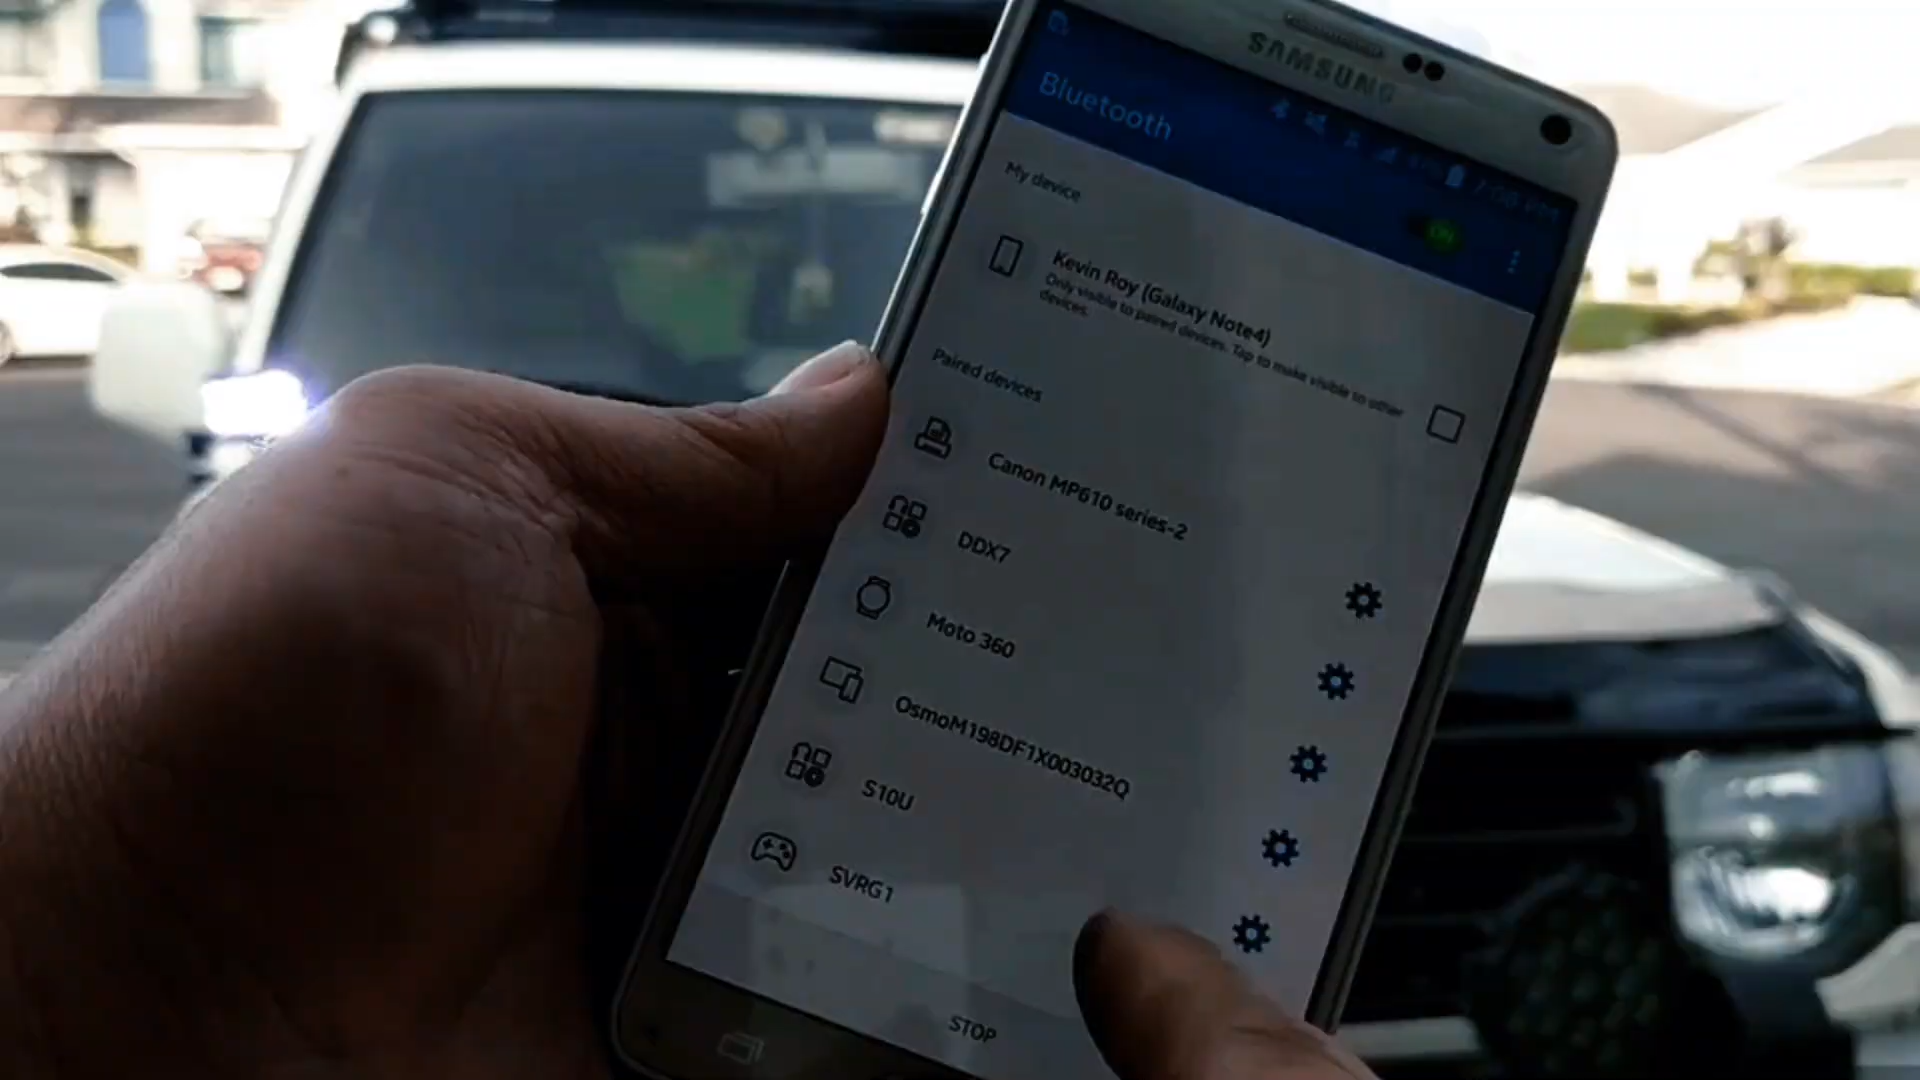 SAMSUNG
Bluetooth
ON
My device
Kevin Roy (Galaxy Note4)
Only visible to paired devices. Tap to make visible to other
devices.
Paired devices
Canon MP610 series-2
DDX7
Moto 360
OsmoM198DF1X003032Q
S10U
SVRG1
STOP